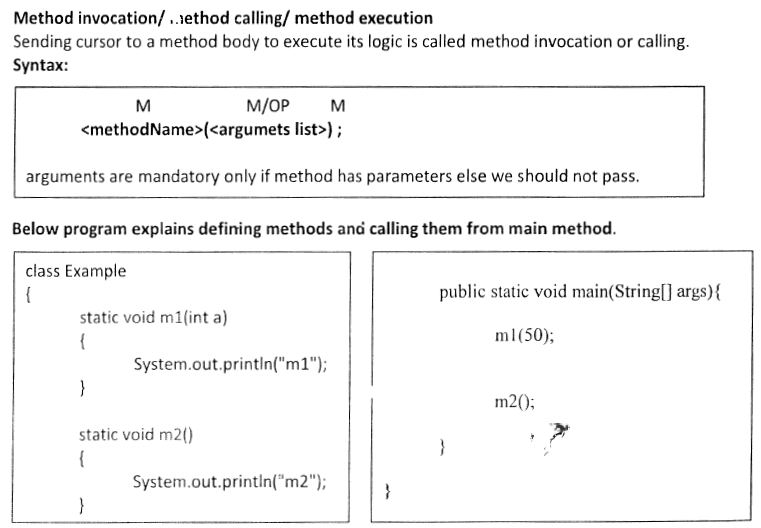 Method invocation/ ..ethod calling/ method execution
Sending cursor to a method body to execute its logic is called method invocation or calling.
Syntax:
M M/OP M
<methodName>(<argumets list>) ;
arguments are mandatory only if method has parameters else we should not pass.
Below program explains defining methods and calling them from main method.
class Example
{
static void m1(int a)
{
System.out.println("m1");
}
static void m2()
{
System.out.println("m2");
}
public static void main(String[] args){
m1(50);
m2();
}
}